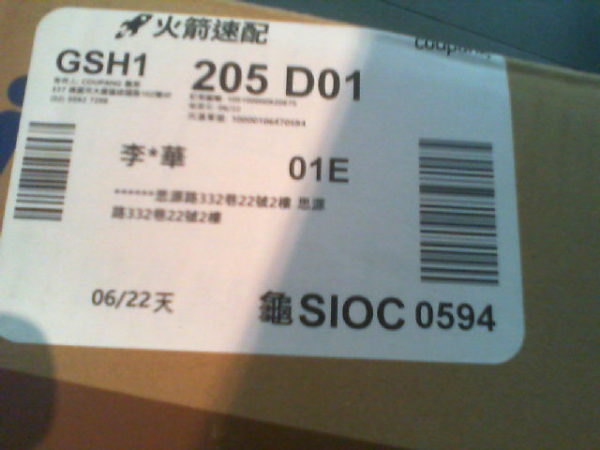 火箭速配
coupang
GSH1
205 D01
李*華
01E
******思源路332巷22號2樓 思源
路332巷22號2樓
06/22天
龜SIOC 0594